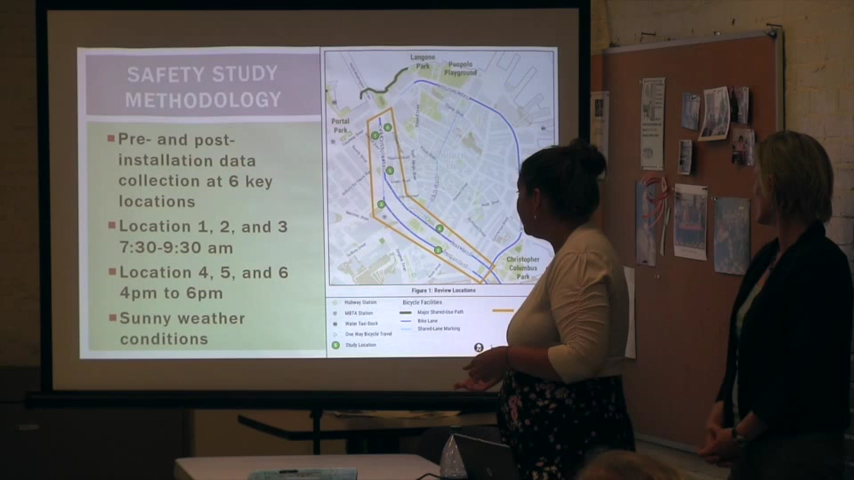 SAFETY STUDY
METHODOLOGY
Pre- and post-
installation data
collection at 6 key
locations
Location 1, 2, and 3
7:30-9:30 am
Location 4, 5, and 6
4pm to 6pm
Sunny weather
conditions
Langone
Park
Puopolo
Playground
Portal
Park
Christopher
Columbus
Park
Figure 1: Review Locations
Railway Station
MBTA Station
Water Taxi Dock
One Way Bicycle Travel
Study Location
Bicycle Facilities
Major Shared-Use Path
Bike Lane
Shared-Lane Marking